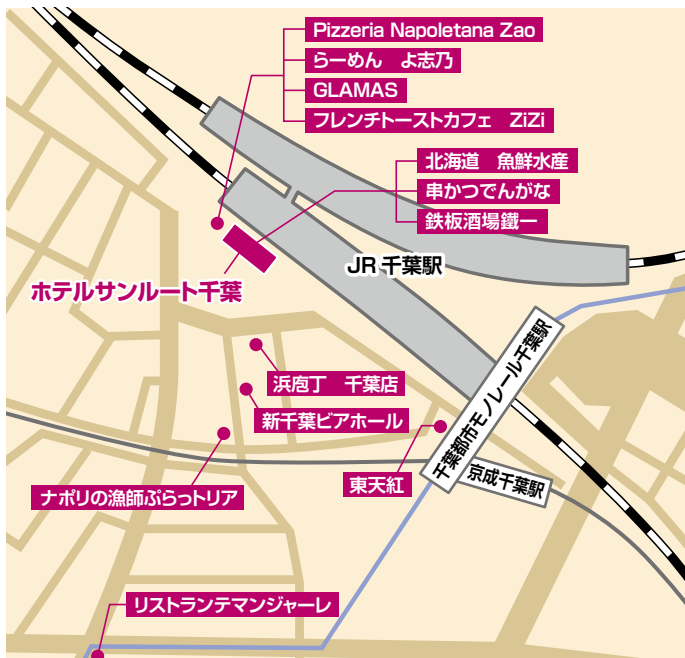 Pizzeria Napoletana Zao
らーめん　よ志乃
GLAMAS
フレンチトーストカフェ　ZiZi
北海道　魚鮮水産
串かつでんがな
鉄板酒場鐵一
JR 千葉駅
ホテルサンルート千葉
千葉都市モノレール千葉駅
浜庖丁　千葉店
新千葉ビアホール
東天紅
京成千葉駅
ナポリの漁師ぷらっトリア
リストランテマンジャーレ